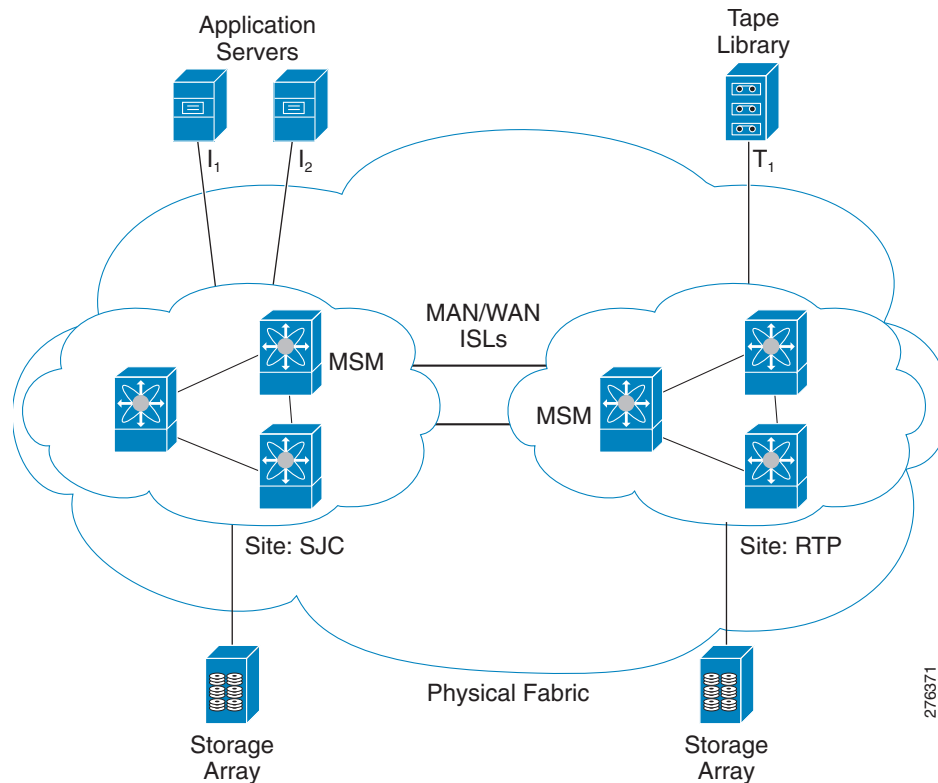 Application
Servers
Tape
Library
I1
I2
T1
MAN/WAN
ISLs
MSM
MSM
Site: SJC
Site: RTP
Physical Fabric
Storage
Array
Storage
Array
276371